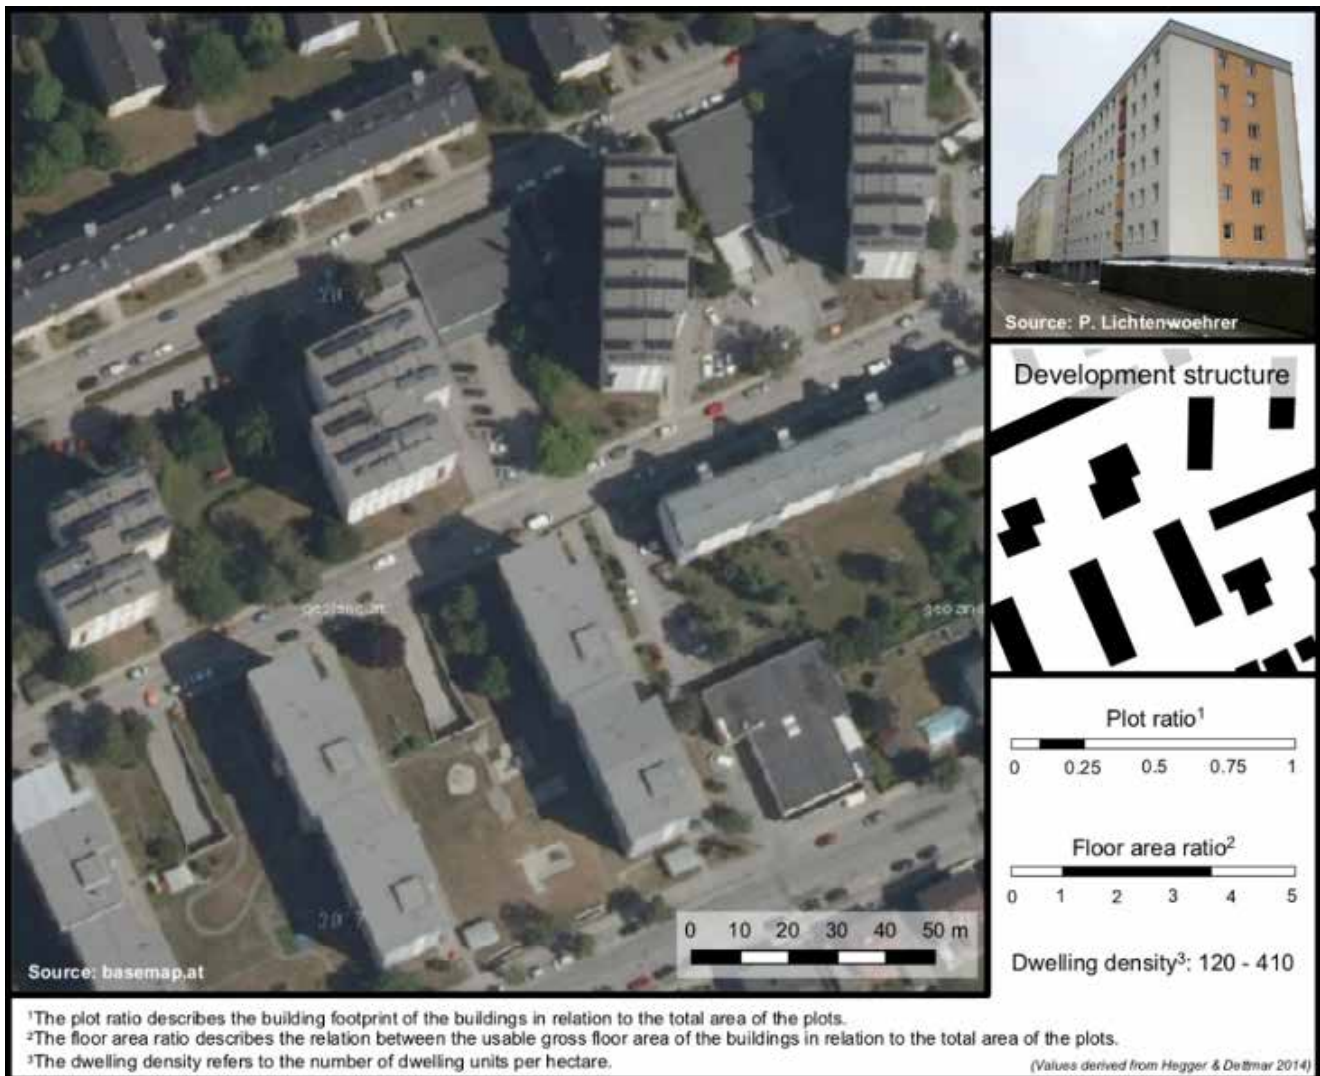 Source: P. Lichtenwoehrer
Development structure
geoland.at
geoland
Plot ratio¹
0 0.25 0.5 0.75 1
Floor area ratio²
0 1 2 3 4 5
0 10 20 30 40 50 m
Dwelling density³: 120 - 410
Source: basemap.at
¹The plot ratio describes the building footprint of the buildings in relation to the total area of the plots.
²The floor area ratio describes the relation between the usable gross floor area of the buildings in relation to the total area of the plots.
³The dwelling density refers to the number of dwelling units per hectare.
(Values derived from Hegger & Dettmar 2014)